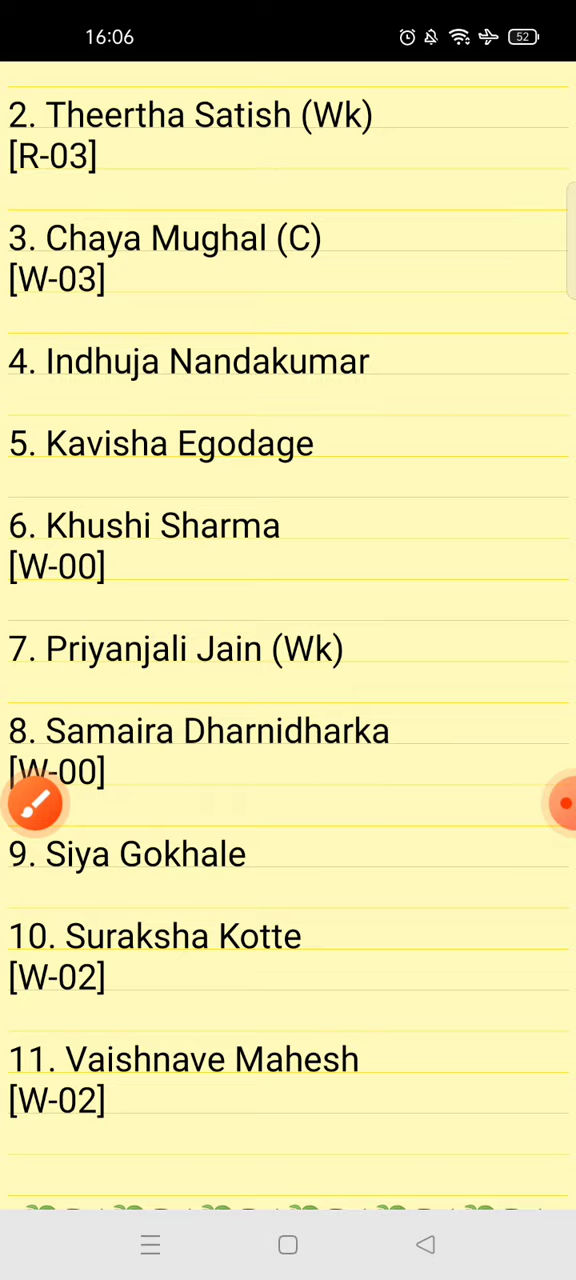 16:06
52
2. Theertha Satish (Wk)
[R-03]
3. Chaya Mughal (C)
[W-03]
4. Indhuja Nandakumar
5. Kavisha Egodage
6. Khushi Sharma
[W-00]
7. Priyanjali Jain (Wk)
8. Samaira Dharnidharka
[W-00]
9. Siya Gokhale
10. Suraksha Kotte
[W-02]
11. Vaishnave Mahesh
[W-02]